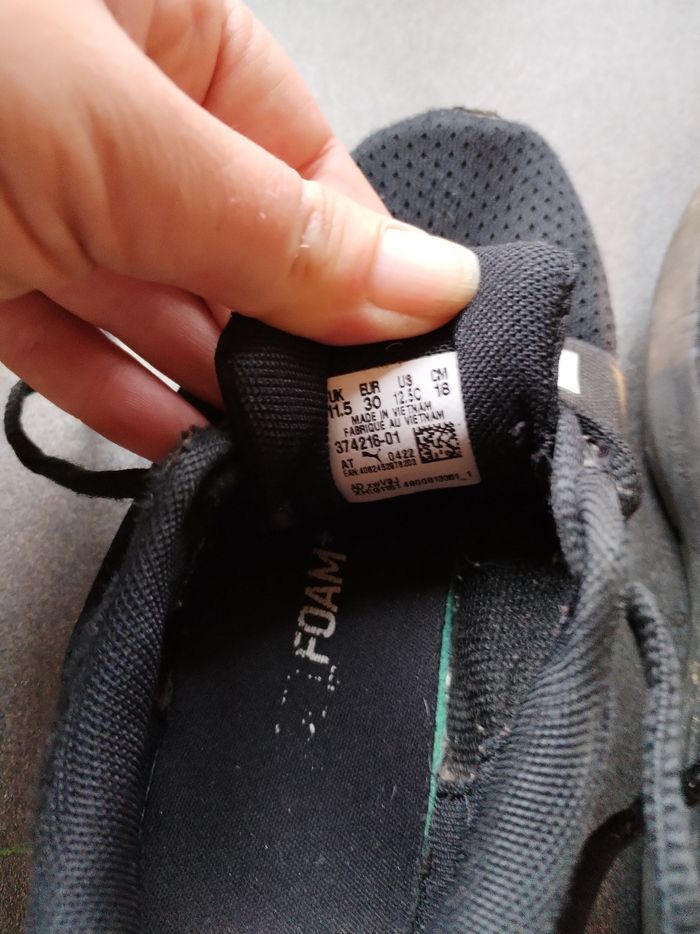 UK EUR US CM
11.5 30 12.5C 18
MADE IN VIETNAM
FABRIQUE AU VIETNAM
374216-01
AT 0422
FOAM+